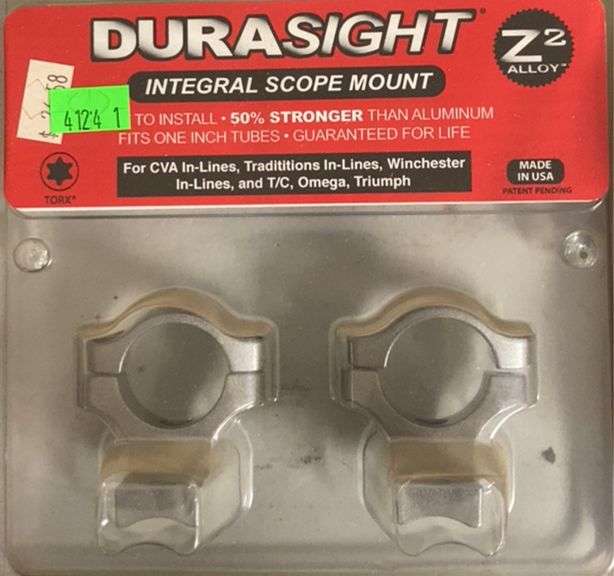 DURASIGHT®
Z2
ALLOY™
INTEGRAL SCOPE MOUNT
TO INSTALL • 50% STRONGER THAN ALUMINUM
FITS ONE INCH TUBES • GUARANTEED FOR LIFE
4124 1
TORX®
For CVA In-Lines, Tradititions In-Lines, Winchester
In-Lines, and T/C, Omega, Triumph
MADE
IN USA
PATENT PENDING